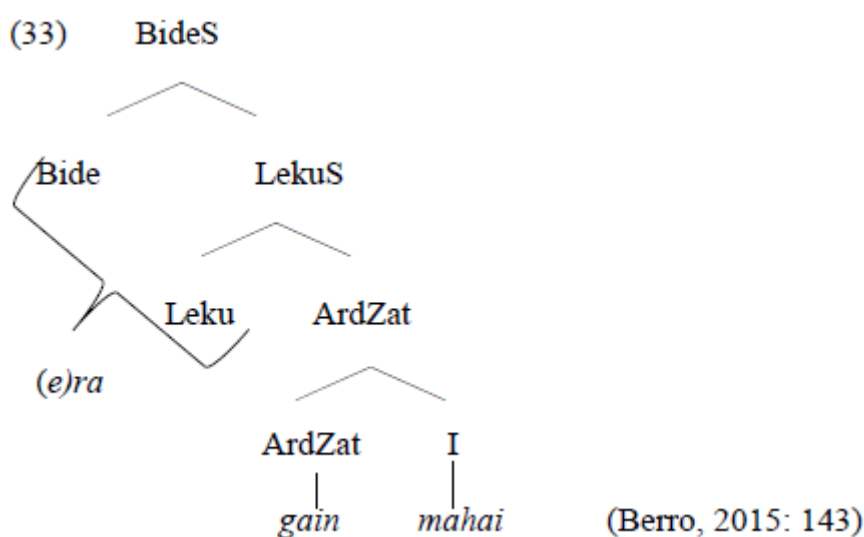 (33) BideS
Bide LekuS
Leku ArdZat
(e)ra
ArdZat I
gain mahai (Berro, 2015: 143)